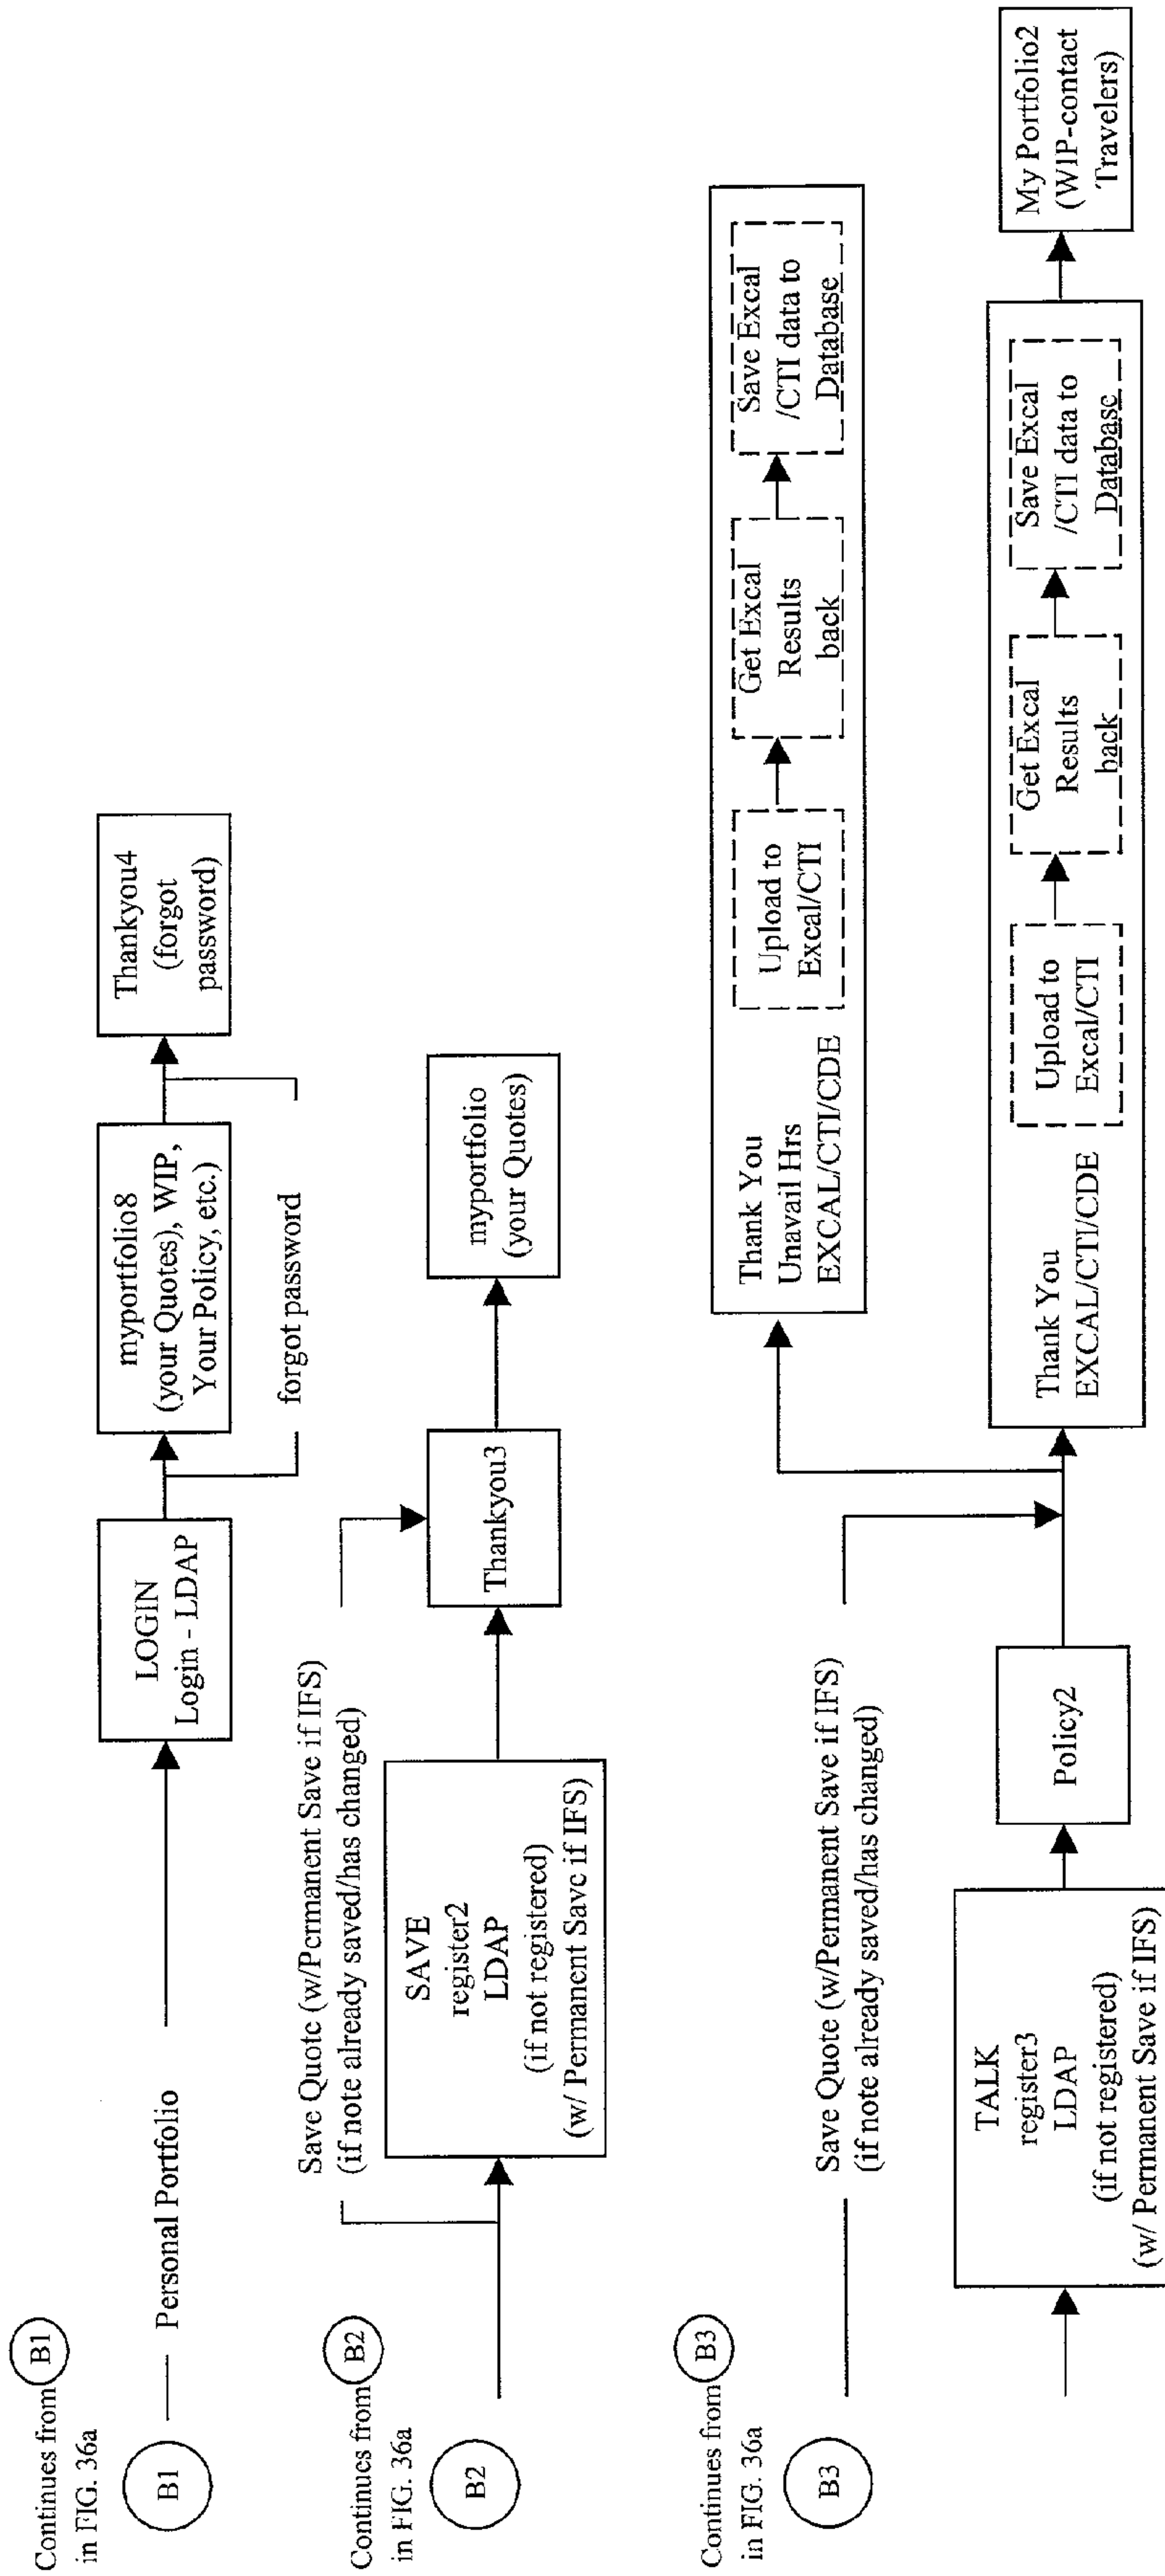 Continues from B1
in FIG. 36a
B1
Personal Portfolio
LOGIN
Login - LDAP
myportfolio8
(your Quotes), WIP,
Your Policy, etc.)
forgot password
Thankyou4
(forgot
password)
Continues from B2
in FIG. 36a
B2
Save Quote (w/Permanent Save if IFS)
(if note already saved/has changed)
SAVE
register2
LDAP
(if not registered)
(w/ Permanent Save if IFS)
Thankyou3
myportfolio
(your Quotes)
Continues from B3
in FIG. 36a
B3
Save Quote (w/Permanent Save if IFS)
(if note already saved/has changed)
Thank You
Unavail Hrs
EXCAL/CTI/CDE
Upload to
Excal/CTI
Get Excal
Results
back
Save Excal
/CTI data to
Database
TALK
register3
LDAP
(if not registered)
(w/ Permanent Save if IFS)
Policy2
Thank You
EXCAL/CTI/CDE
Upload to
Excal/CTI
Get Excal
Results
back
Save Excal
/CTI data to
Database
My Portfolio2
(WIP-contact
Travelers)